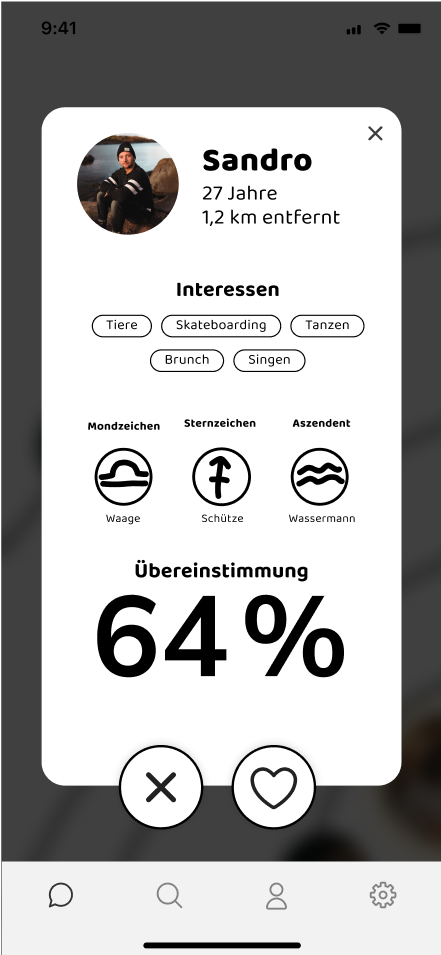 9:41
Sandro
27 Jahre
1,2 km entfernt
Interessen
Tiere Skateboarding Tanzen
Brunch Singen
Mondzeichen Sternzeichen Aszendent
Waage Schütze Wassermann
Übereinstimmung
64 %